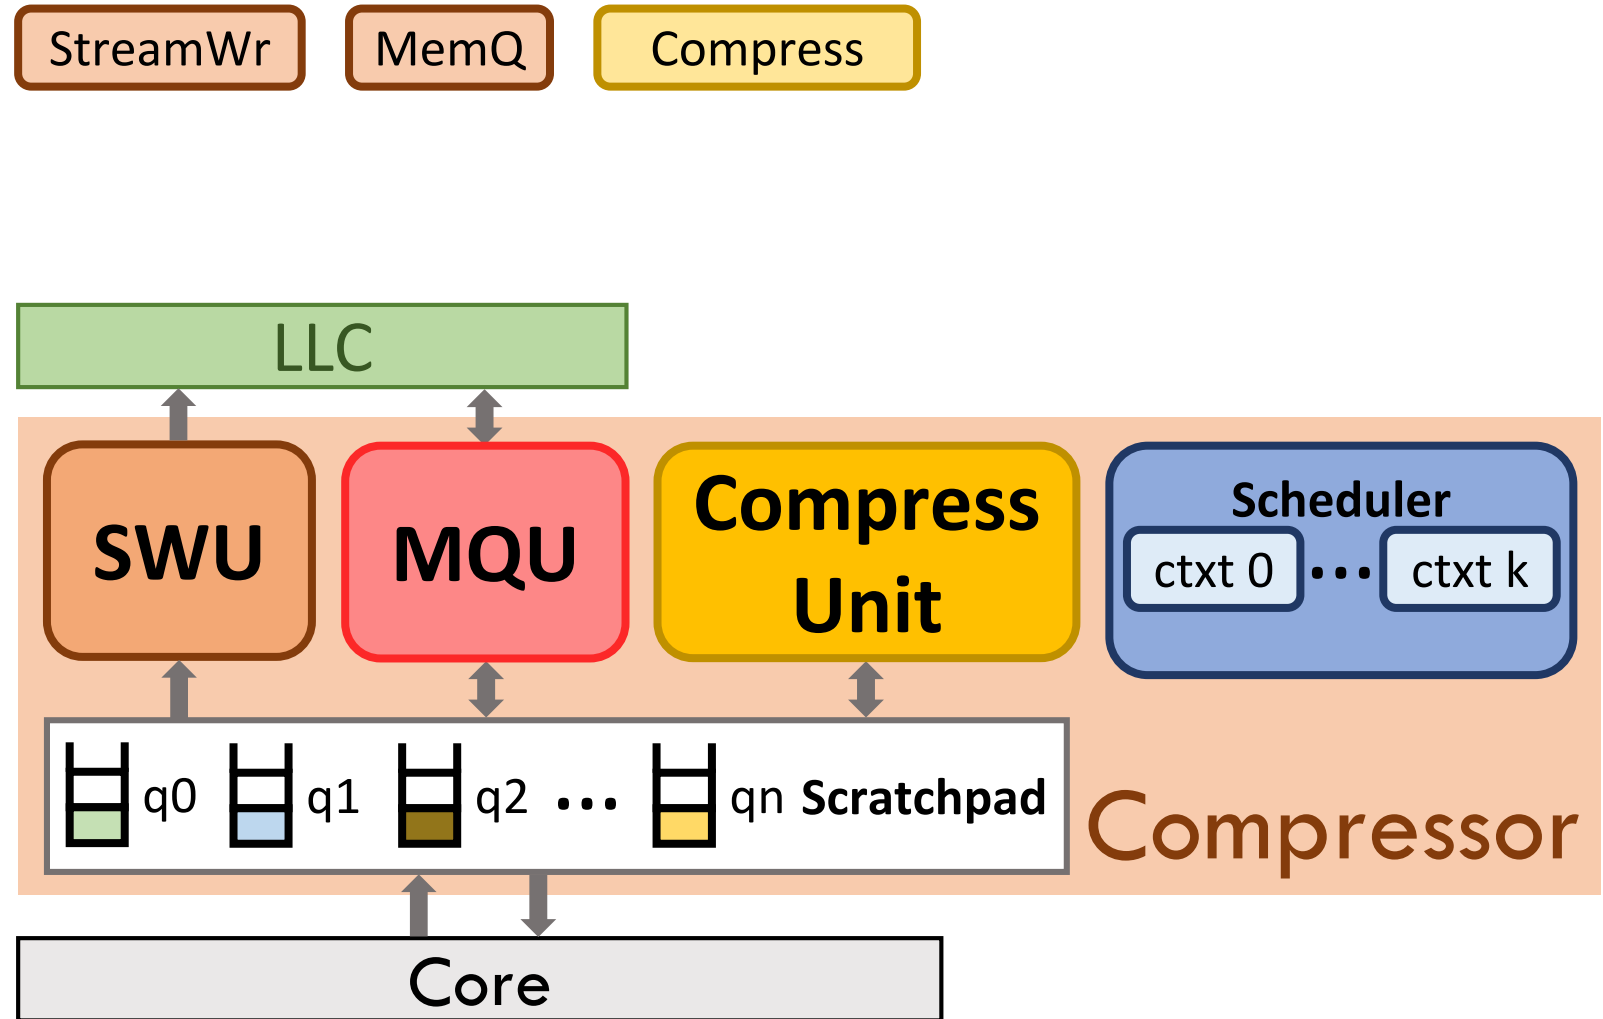 StreamWr
MemQ
Compress
LLC
SWU
MQU
Compress
Unit
Scheduler
ctxt 0 ... ctxt k
q0 q1 q2 ... qn Scratchpad
Compressor
Core